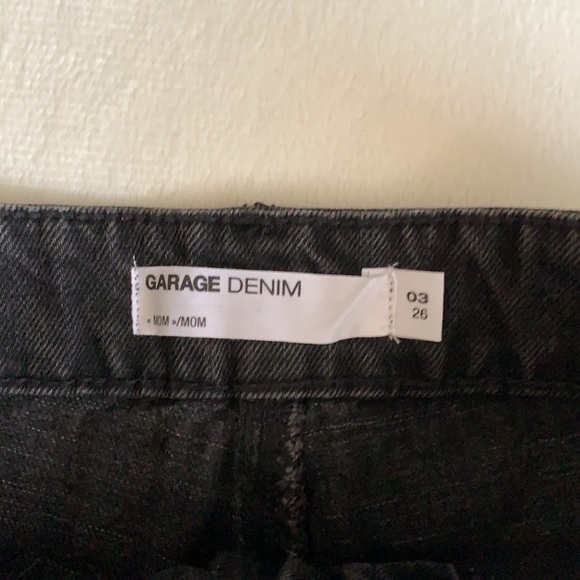 GARAGE DENIM
« MOM »/MOM
03
26